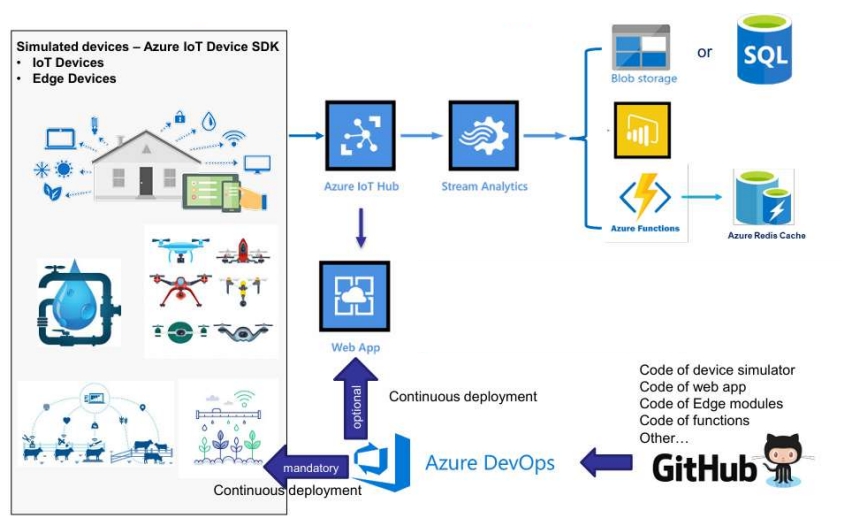 Simulated devices – Azure IoT Device SDK
• IoT Devices
• Edge Devices
Azure IoT Hub
Stream Analytics
Blob storage
or
SQL
Azure Functions
Azure Redis Cache
Web App
optional
Continuous deployment
mandatory
Continuous deployment
Azure DevOps
Code of device simulator
Code of web app
Code of Edge modules
Code of functions
Other...
GitHub